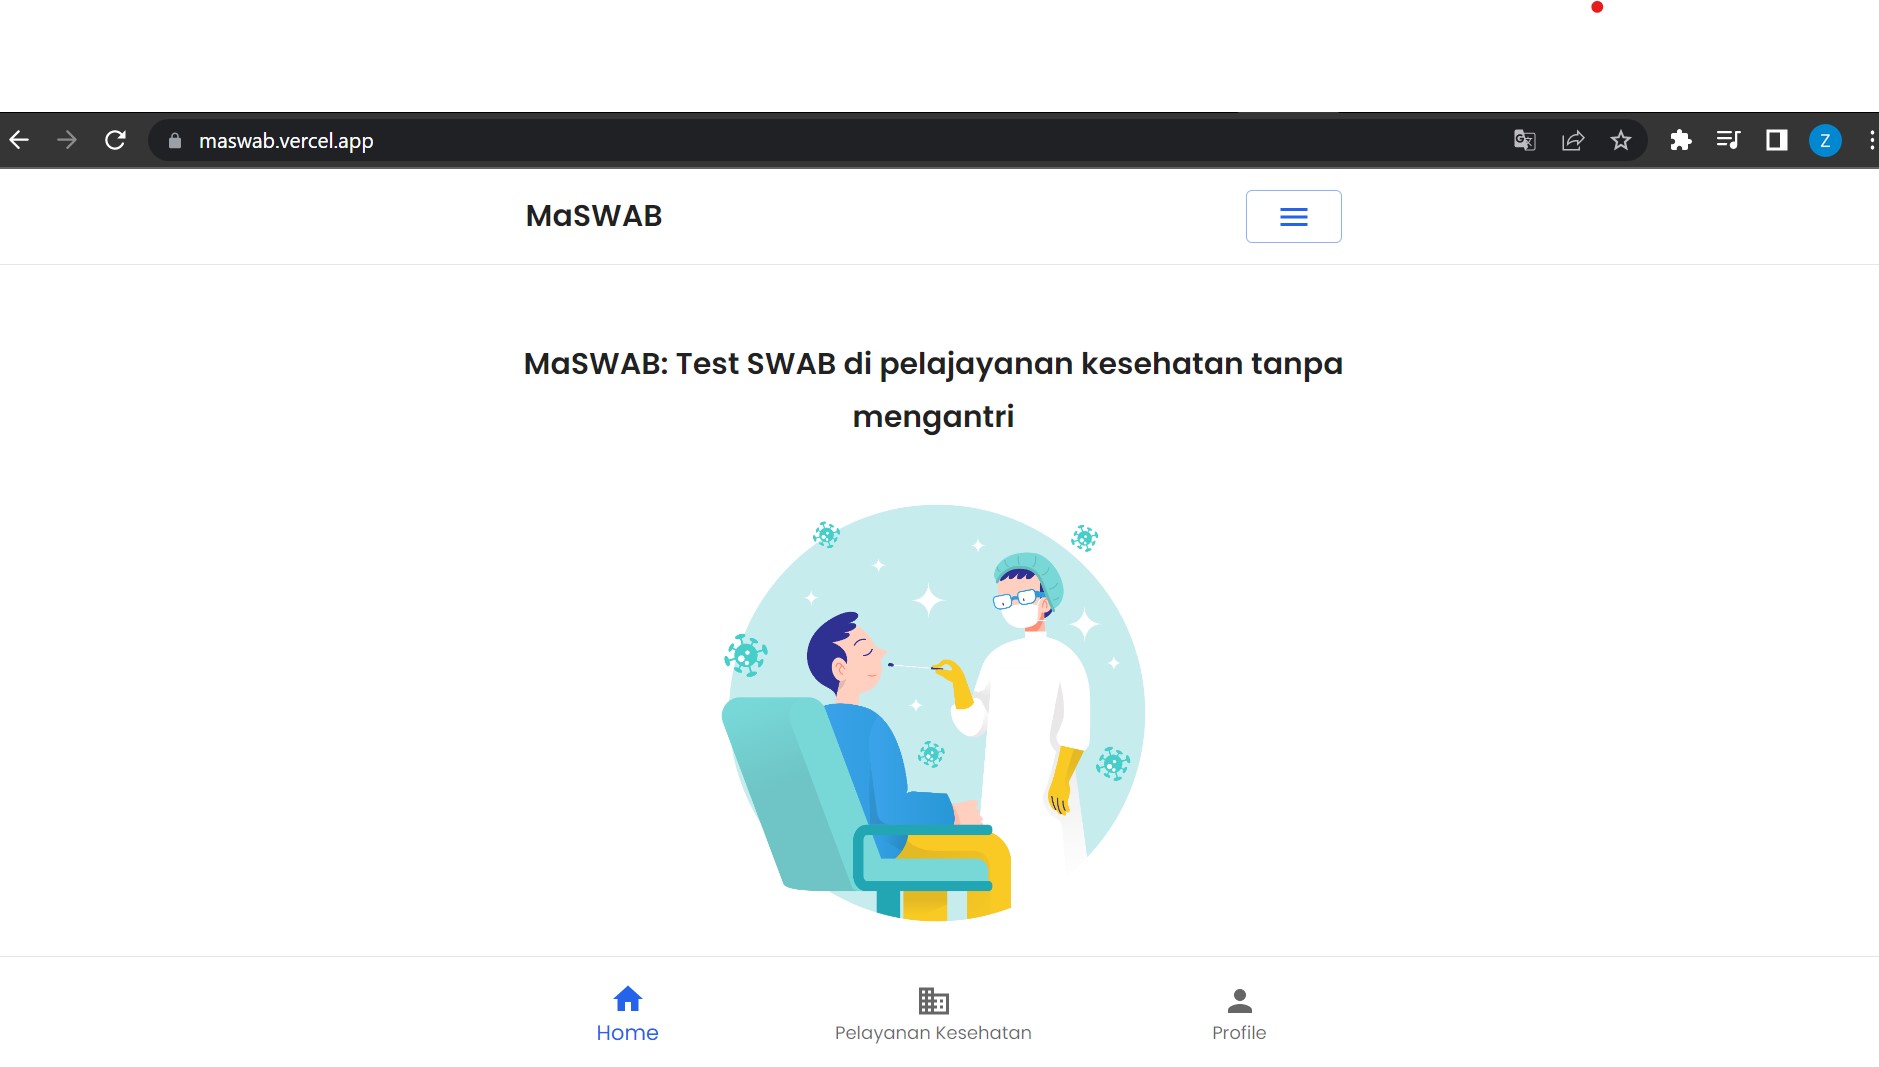 maswab.vercel.app
Z
MaSWAB
MaSWAB: Test SWAB di pelajayanan kesehatan tanpa
mengantri
Home
Pelayanan Kesehatan
Profile